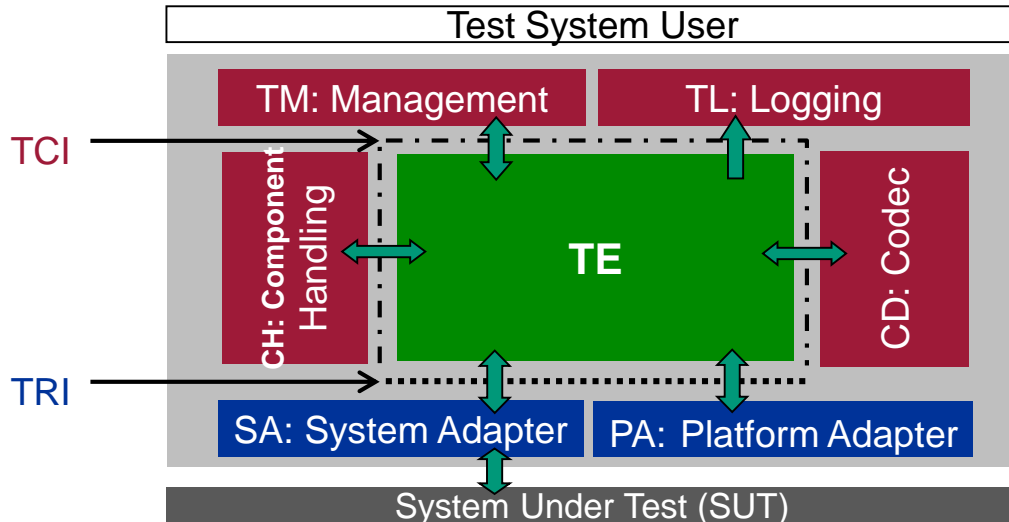 Test System User
TM: Management
TL: Logging
TCI
CH: Component
Handling
TE
CD: Codec
TRI
SA: System Adapter
PA: Platform Adapter
System Under Test (SUT)